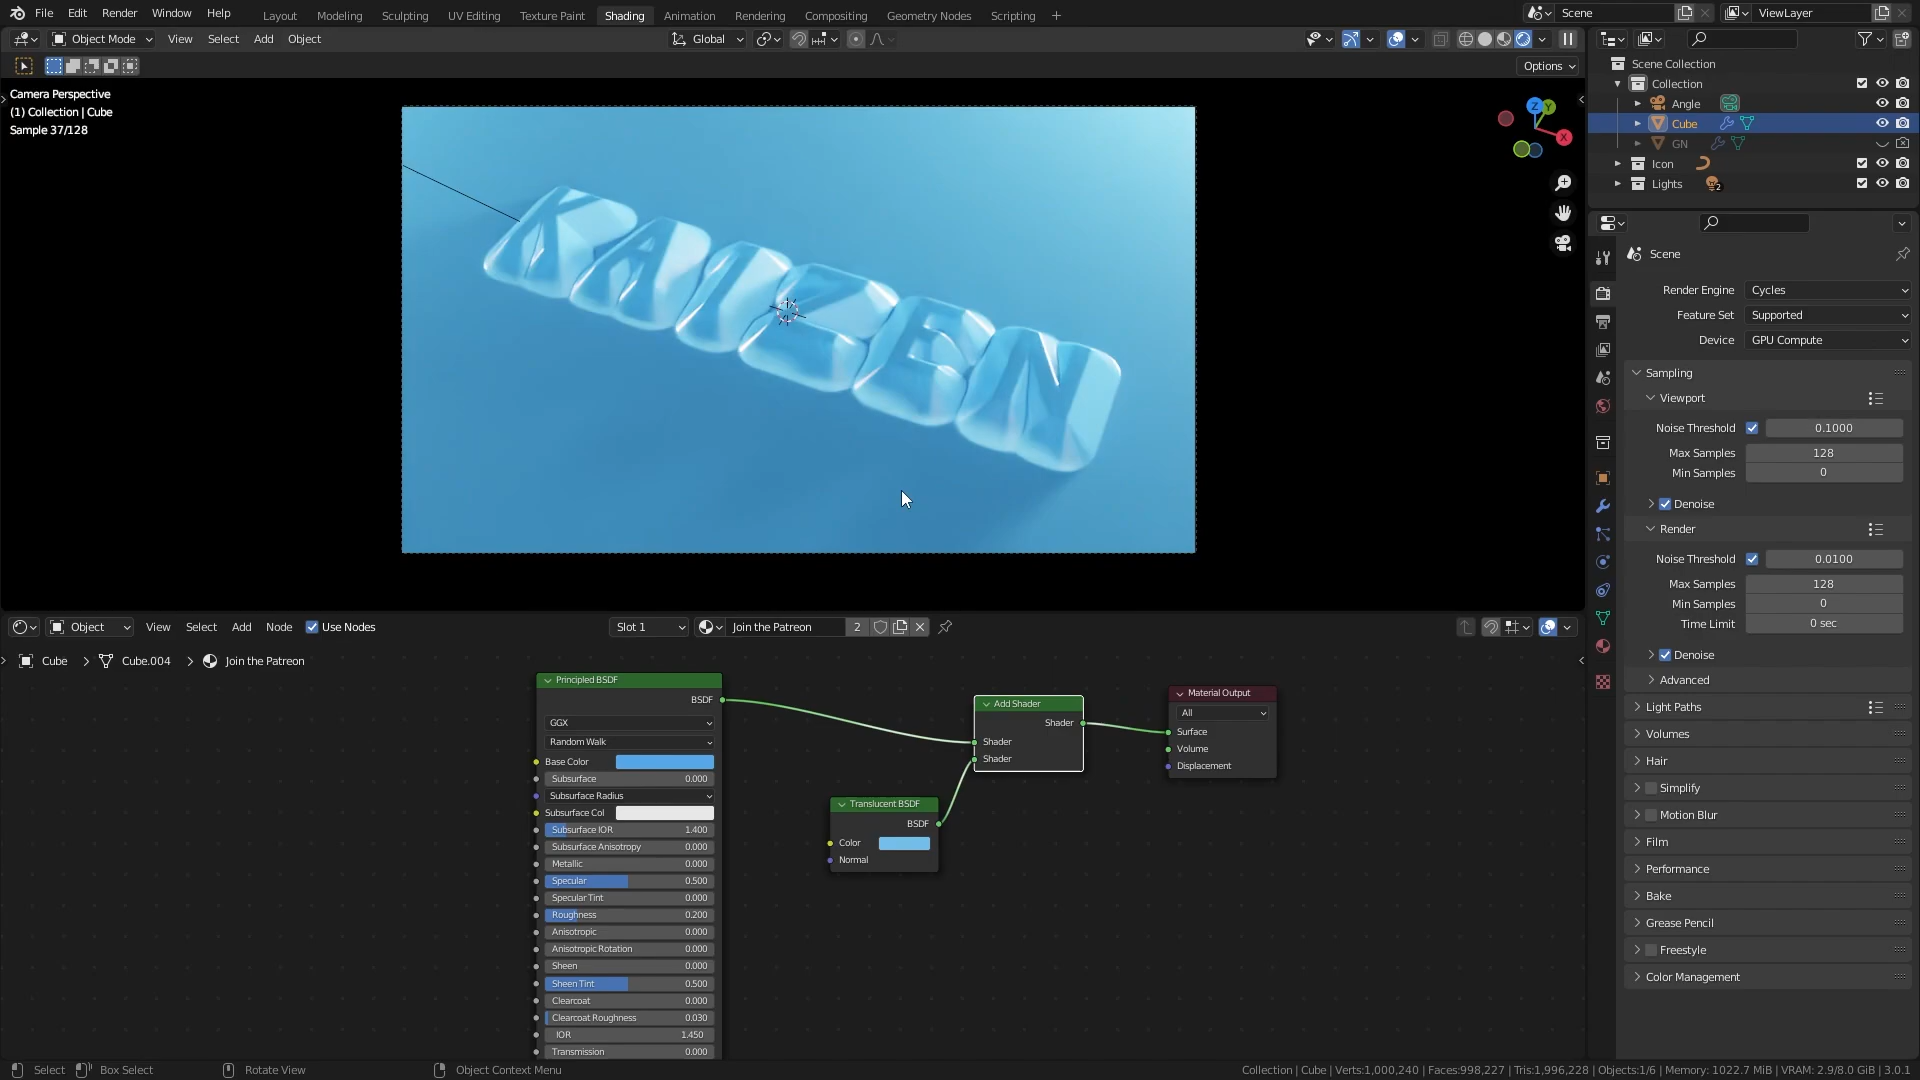 File Edit Render Window Help Layout Modeling Sculpting UV Editing Texture Paint Shading Animation Rendering Compositing Geometry Nodes Scripting + Scene ViewLayer
Object Mode View Select Add Object Global
Options
Camera Perspective
(1) Collection | Cube
Sample 37/128
KAIZEN
Z
Y
X
Scene Collection
Collection
Angle
Cube
GN
Icon
Lights 2
Scene
Render Engine Cycles
Feature Set Supported
Device GPU Compute
Sampling
Viewport
Noise Threshold 0.1000
Max Samples 128
Min Samples 0
Denoise
Render
Noise Threshold 0.0100
Max Samples 128
Min Samples 0
Time Limit 0 sec
Denoise
Advanced
Light Paths
Volumes
Hair
Simplify
Motion Blur
Film
Performance
Bake
Grease Pencil
Freestyle
Color Management
Object View Select Add Node Use Nodes Slot 1 Join the Patreon 2
Cube > Cube.004 > Join the Patreon
Principled BSDF
BSDF
GGX
Random Walk
Base Color
Subsurface 0.000
Subsurface Radius
Subsurface Col
Subsurface IOR 1.400
Subsurface Anisotropy 0.000
Metallic 0.000
Specular 0.500
Specular Tint 0.000
Roughness 0.200
Anisotropic 0.000
Anisotropic Rotation 0.000
Sheen 0.000
Sheen Tint 0.500
Clearcoat 0.000
Clearcoat Roughness 0.030
IOR 1.450
Transmission 0.000
Translucent BSDF
BSDF
Color
Normal
Add Shader
Shader
Shader
Shader
Material Output
All
Surface
Volume
Displacement
Select Box Select Rotate View Object Context Menu Collection | Cube | Verts:1,000,240 | Faces:998,227 | Tris:1,996,228 | Objects:1/6 | Memory: 1022.7 MiB | VRAM: 2.9/8.0 GiB | 3.0.1